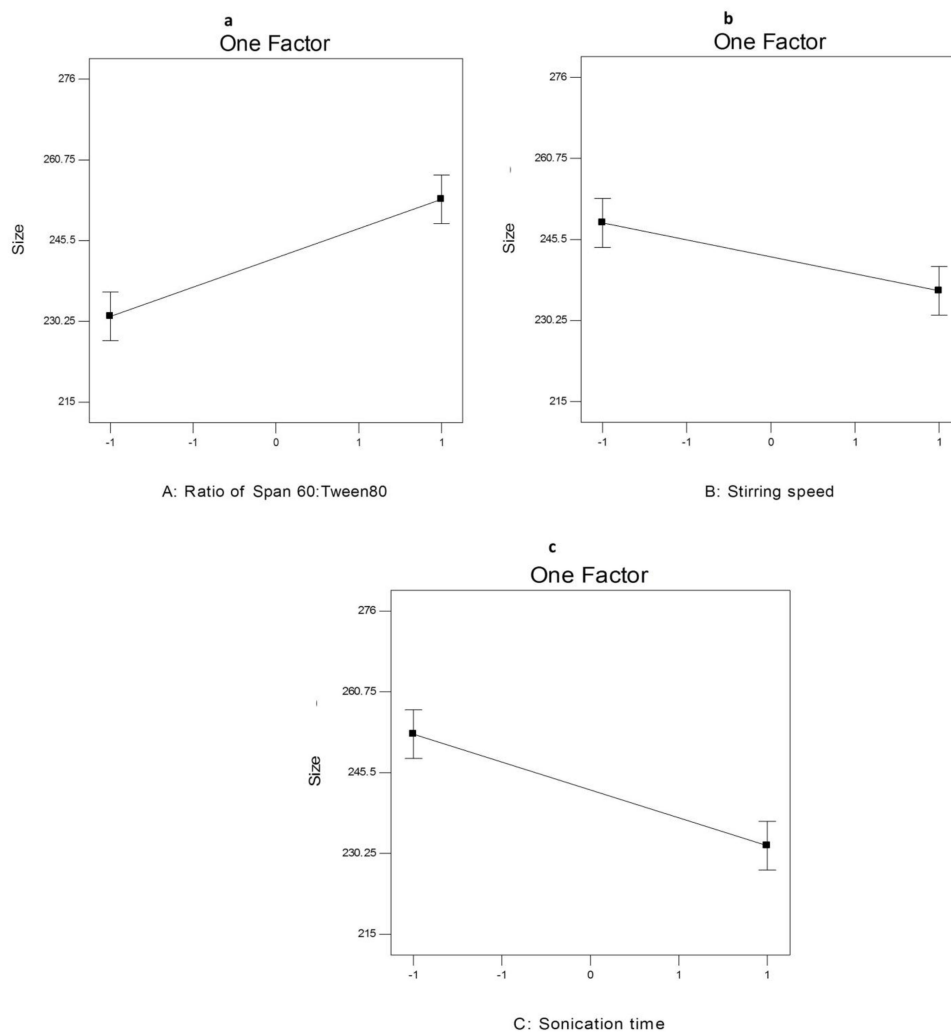 a
One Factor
276
260.75
245.5
230.25
215
Size
-1
-1
0
1
1
A: Ratio of Span 60:Tween80
b
One Factor
276
260.75
245.5
230.25
215
Size
-1
-1
0
1
1
B: Stirring speed
c
One Factor
276
260.75
245.5
230.25
215
Size
-1
-1
0
1
1
C: Sonication time